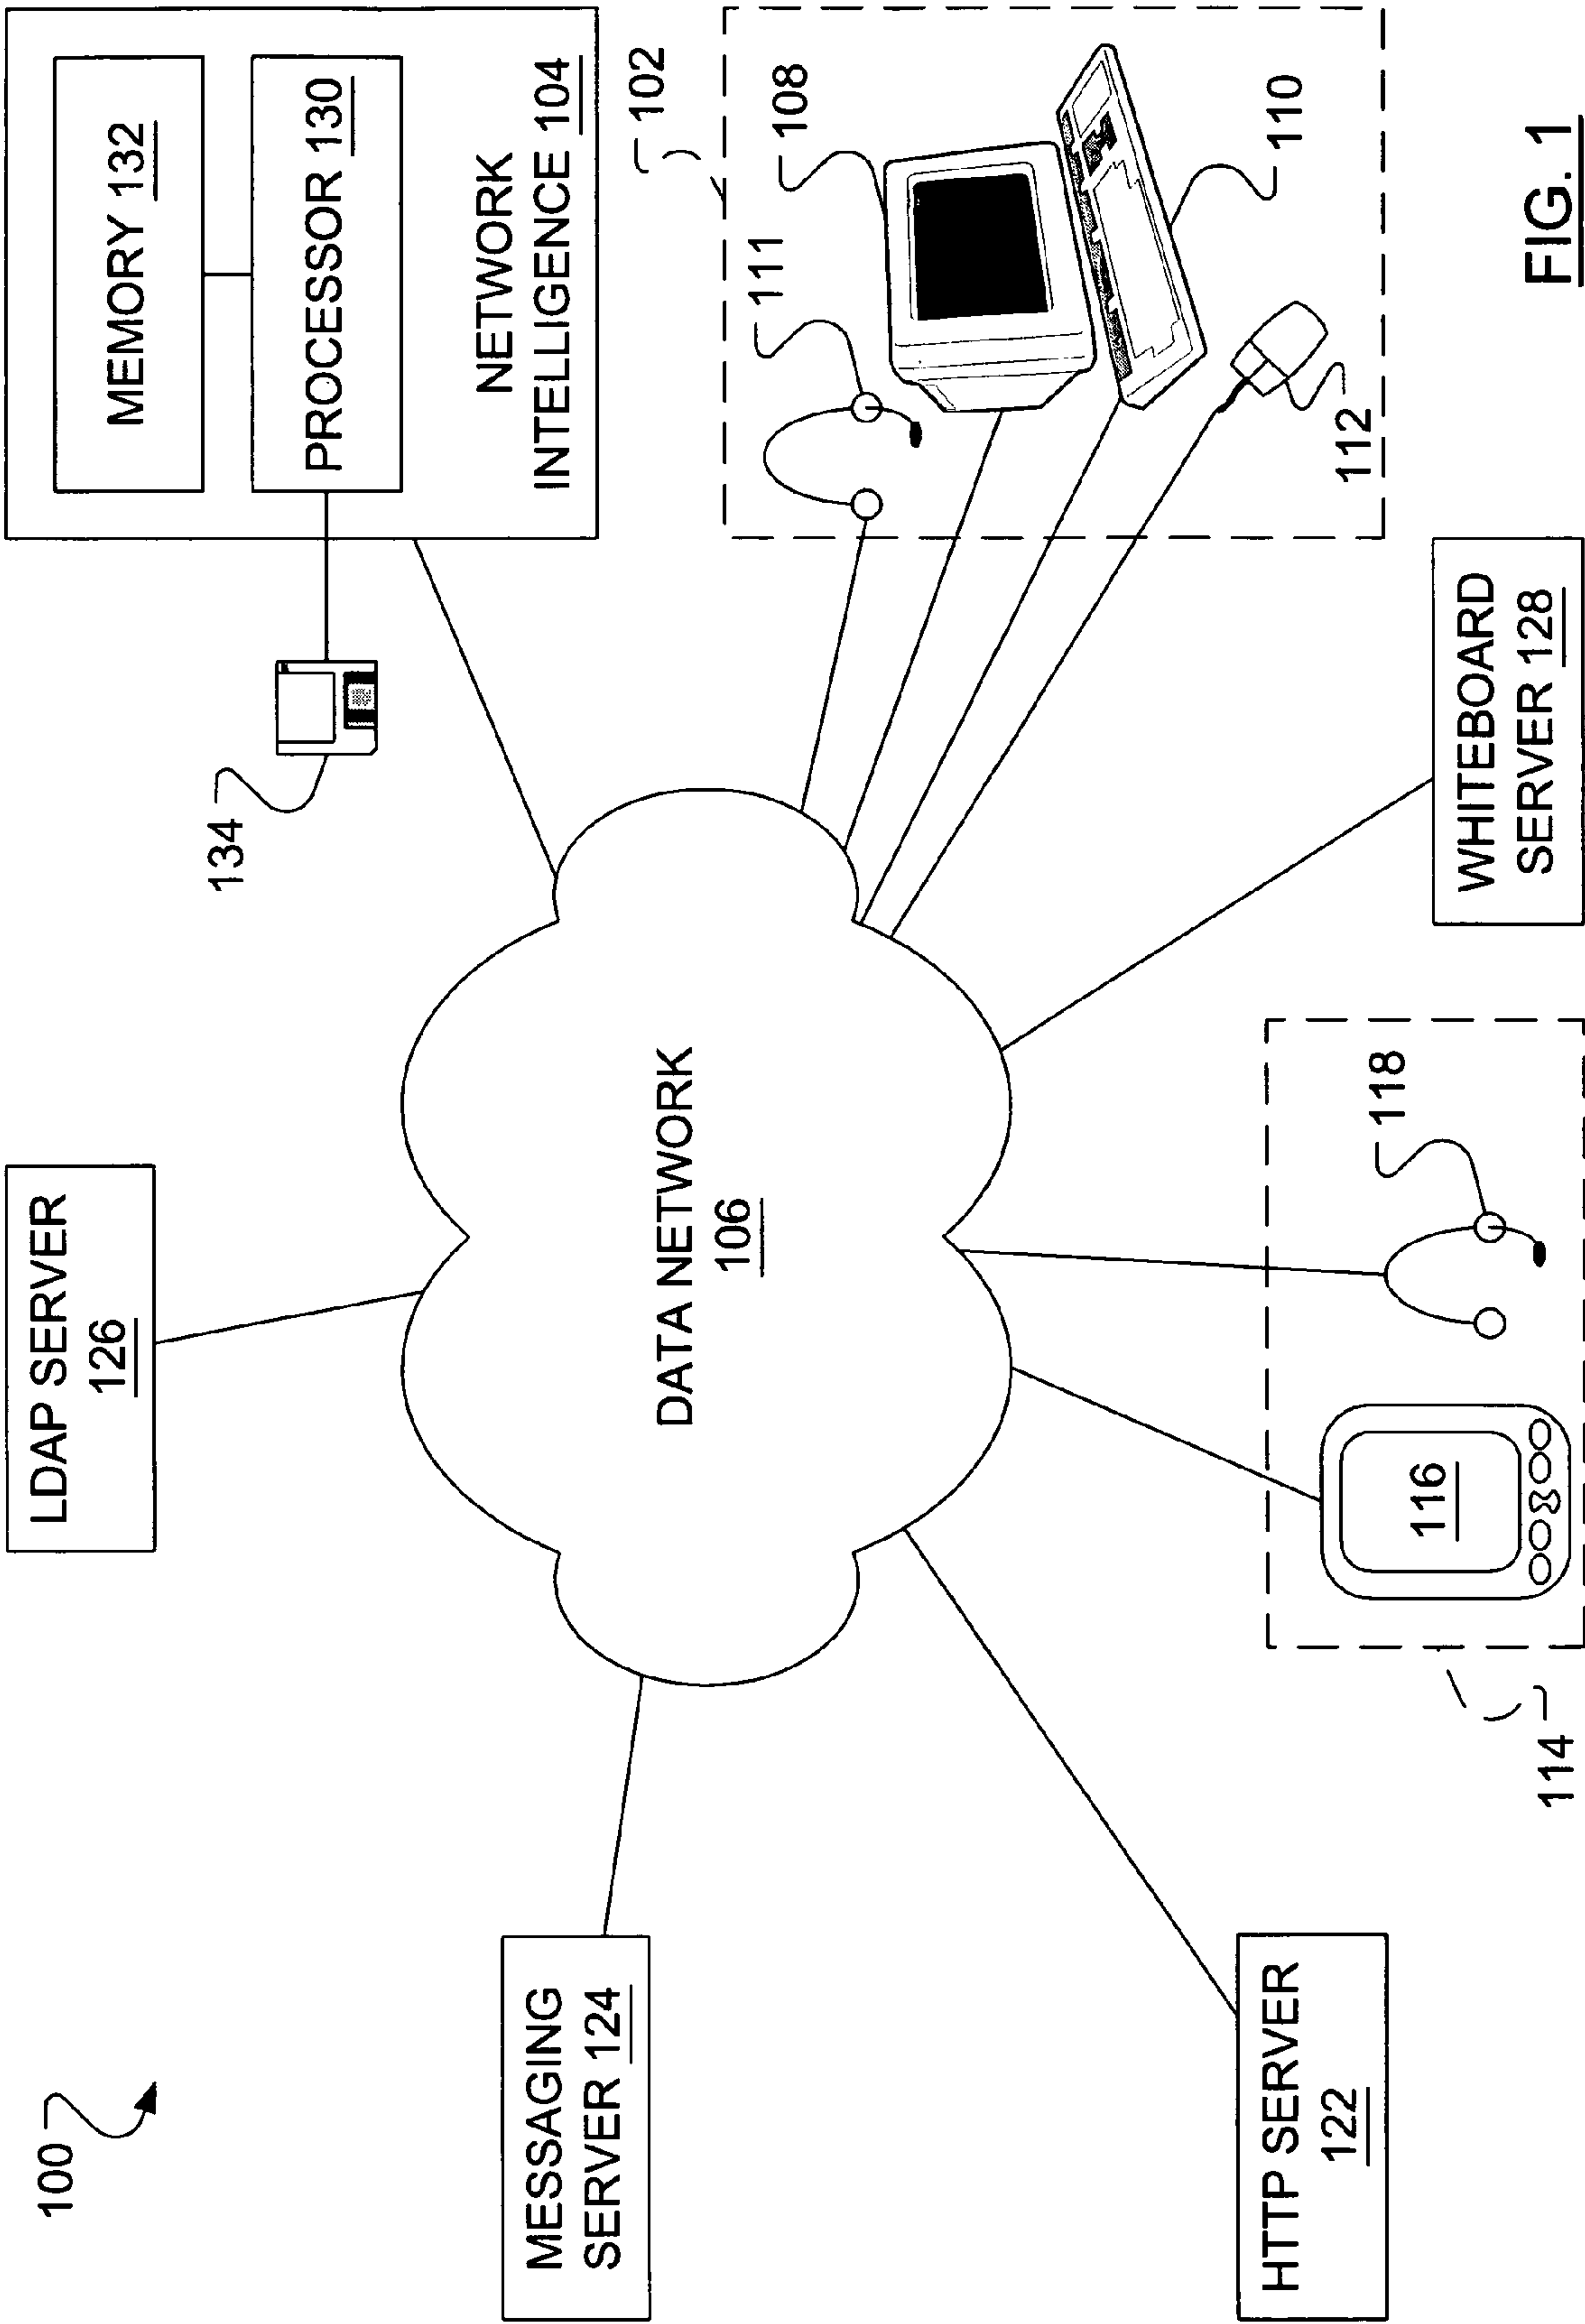 100
LDAP SERVER
126
MEMORY 132
PROCESSOR 130
NETWORK
INTELLIGENCE 104
134
MESSAGING
SERVER 124
DATA NETWORK
106
102
111
108
110
112
HTTP SERVER
122
114
116
118
WHITEBOARD
SERVER 128
FIG. 1